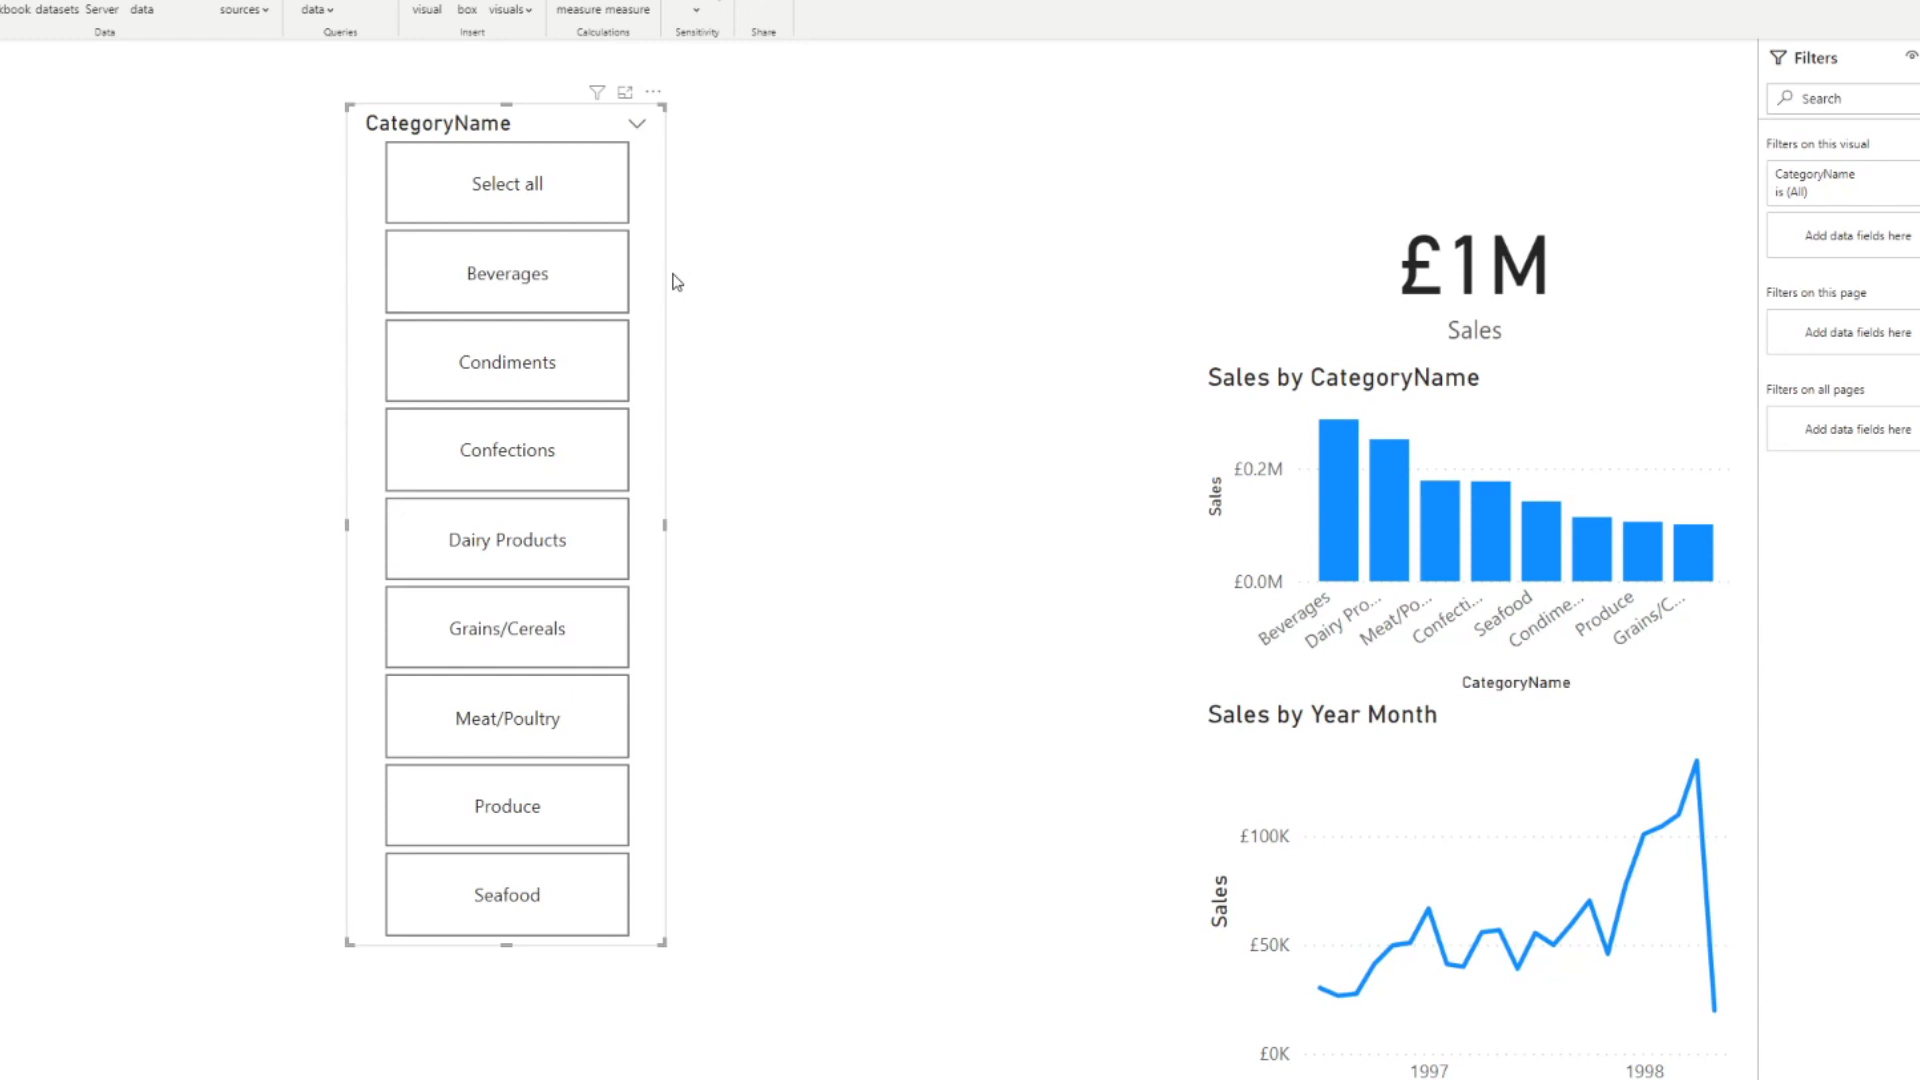 datasets Server data
sources
data
visual box visuals
measure measure
Data
Queries
Insert
Calculations
Sensitivity
Share
CategoryName
Select all
Beverages
Condiments
Confections
Dairy Products
Grains/Cereals
Meat/Poultry
Produce
Seafood
£1M
Sales
Sales by CategoryName
£0.2M
£0.0M
Sales
Beverages
Dairy Pro...
Meat/Po...
Confecti...
Seafood
Condime...
Produce
Grains/C...
CategoryName
Sales by Year Month
£100K
£50K
£0K
Sales
1997
1998
Filters
Search
Filters on this visual
CategoryName
is (All)
Add data fields here
Filters on this page
Add data fields here
Filters on all pages
Add data fields here